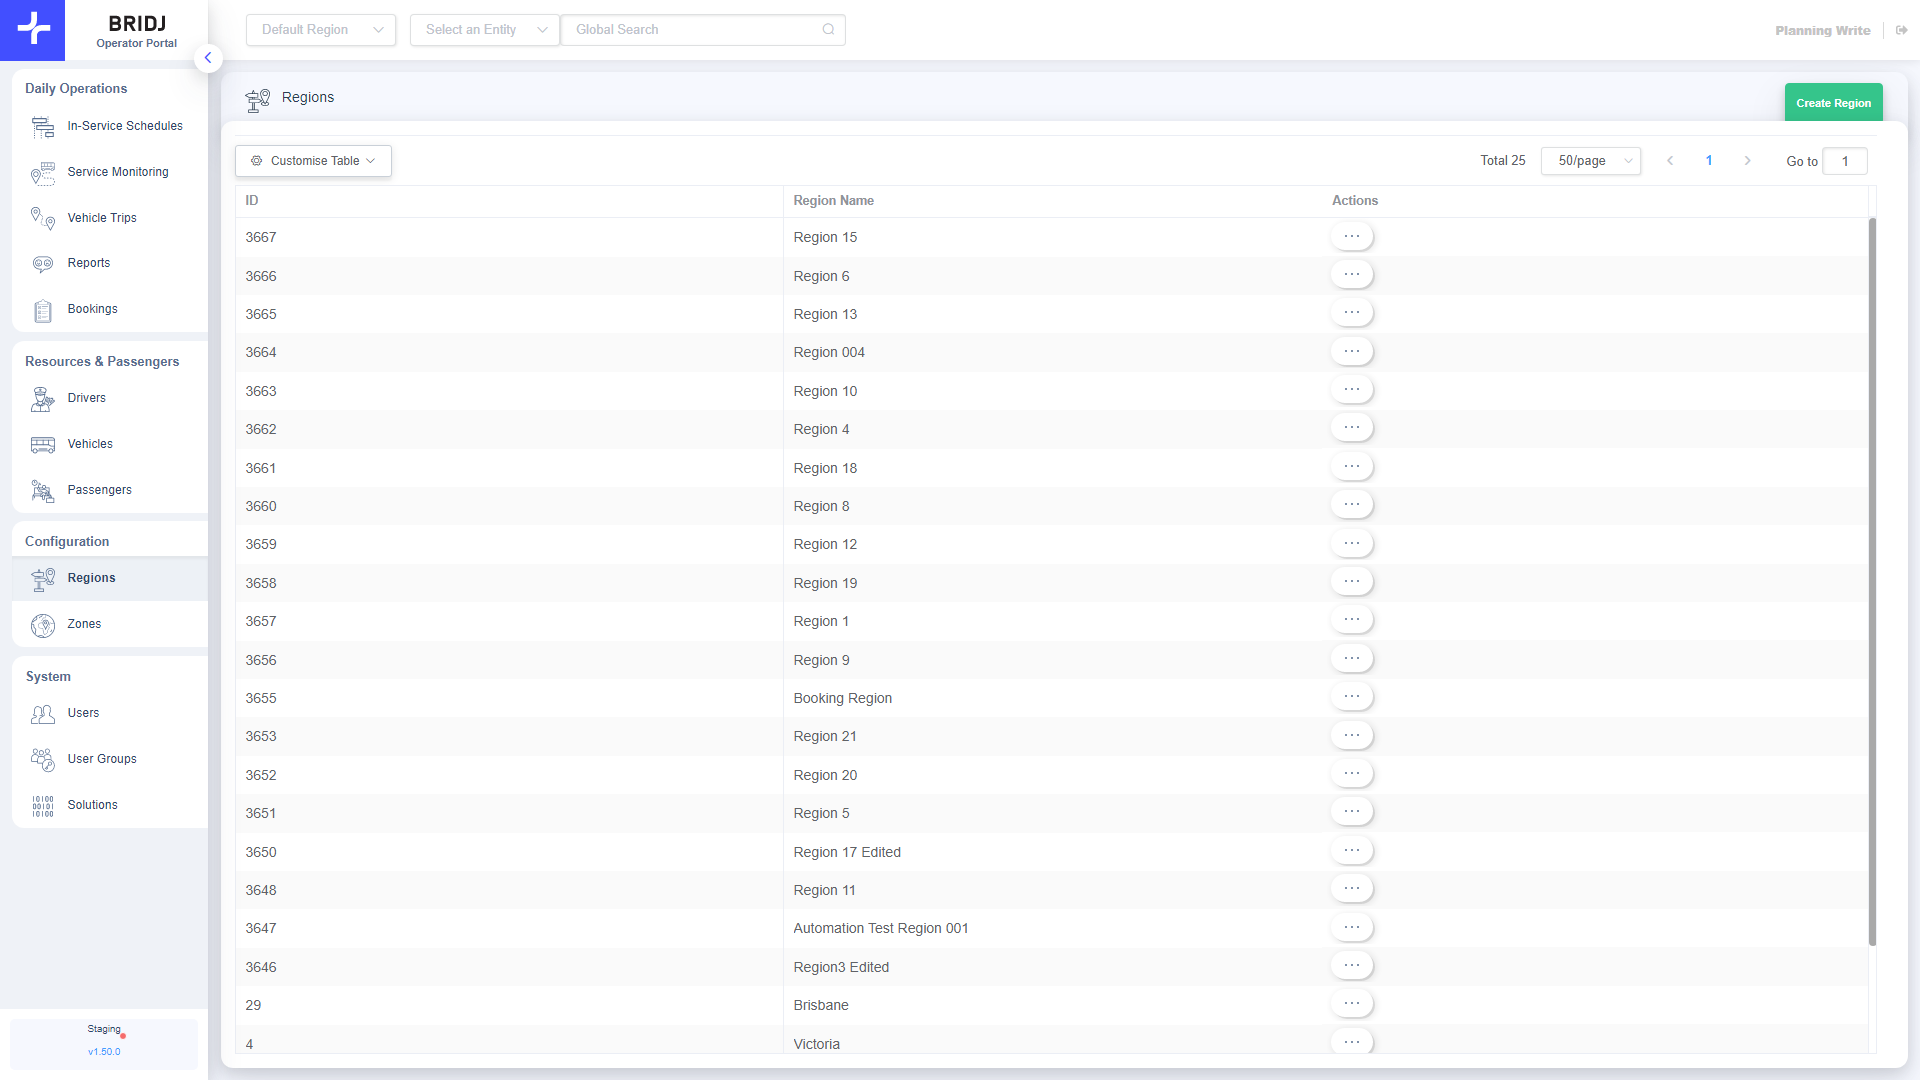 BRIDJ
Operator Portal
Default Region
Select an Entity
Global Search
Planning Write
Daily Operations
In-Service Schedules
Service Monitoring
Vehicle Trips
Reports
Bookings
Resources & Passengers
Drivers
Vehicles
Passengers
Configuration
Regions
Zones
System
Users
User Groups
Solutions
Staging
v1.50.0
Regions
Create Region
Customise Table
Total 25
50/page
1
Go to
1
ID Region Name Actions
3667 Region 15
3666 Region 6
3665 Region 13
3664 Region 004
3663 Region 10
3662 Region 4
3661 Region 18
3660 Region 8
3659 Region 12
3658 Region 19
3657 Region 1
3656 Region 9
3655 Booking Region
3653 Region 21
3652 Region 20
3651 Region 5
3650 Region 17 Edited
3648 Region 11
3647 Automation Test Region 001
3646 Region3 Edited
29 Brisbane
4 Victoria